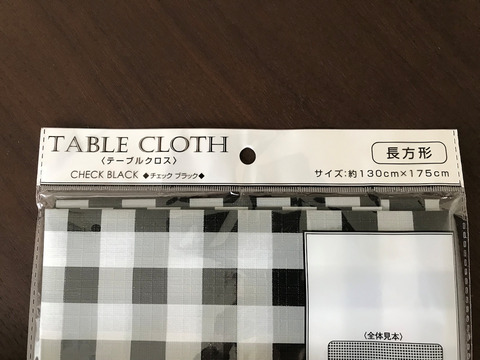 TABLE CLOTH
〈テーブルクロス〉
CHECK BLACK ◆チェック ブラック◆
長方形
サイズ:約130cm×175cm
〈全体見本〉